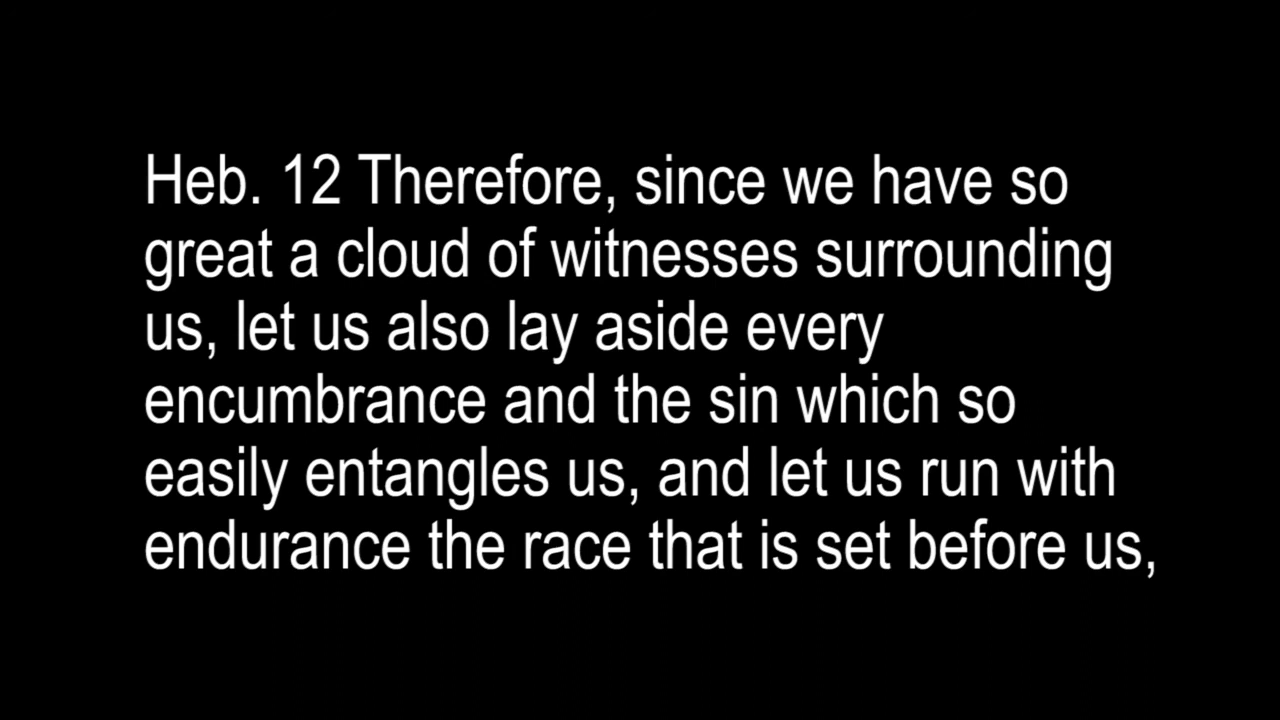 Heb. 12 Therefore, since we have so
great a cloud of witnesses surrounding
us, let us also lay aside every
encumbrance and the sin which so
easily entangles us, and let us run with
endurance the race that is set before us,